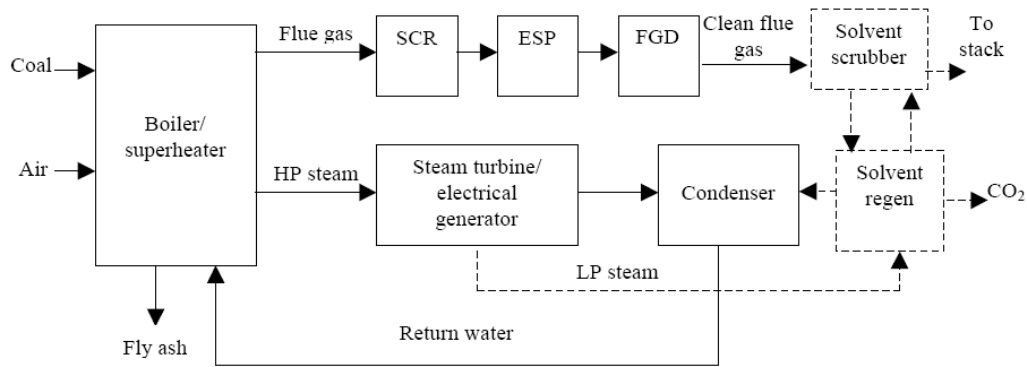 Coal
Air
Boiler/
superheater
Fly ash
Flue gas
SCR
ESP
FGD
Clean flue
gas
Solvent
scrubber
To
stack
HP steam
Steam turbine/
electrical
generator
Condenser
Solvent
regen
CO₂
LP steam
Return water